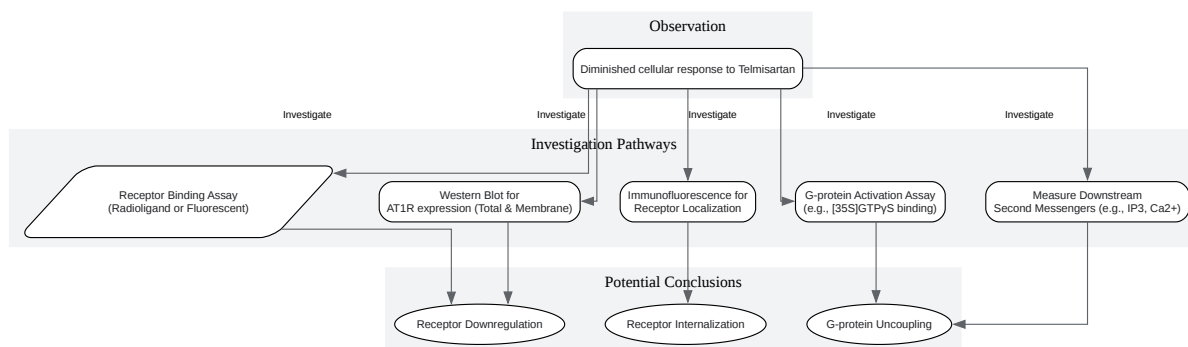 Observation
Diminished cellular response to Telmisartan
Investigate
Investigate
Investigate
Investigate
Investigate
Investigation Pathways
Receptor Binding Assay
(Radioligand or Fluorescent)
Western Blot for
AT1R expression (Total & Membrane)
Immunofluorescence for
Receptor Localization
G-protein Activation Assay
(e.g., [35S]GTPγS binding)
Measure Downstream
Second Messengers (e.g., IP3, Ca2+)
Potential Conclusions
Receptor Downregulation
Receptor Internalization
G-protein Uncoupling